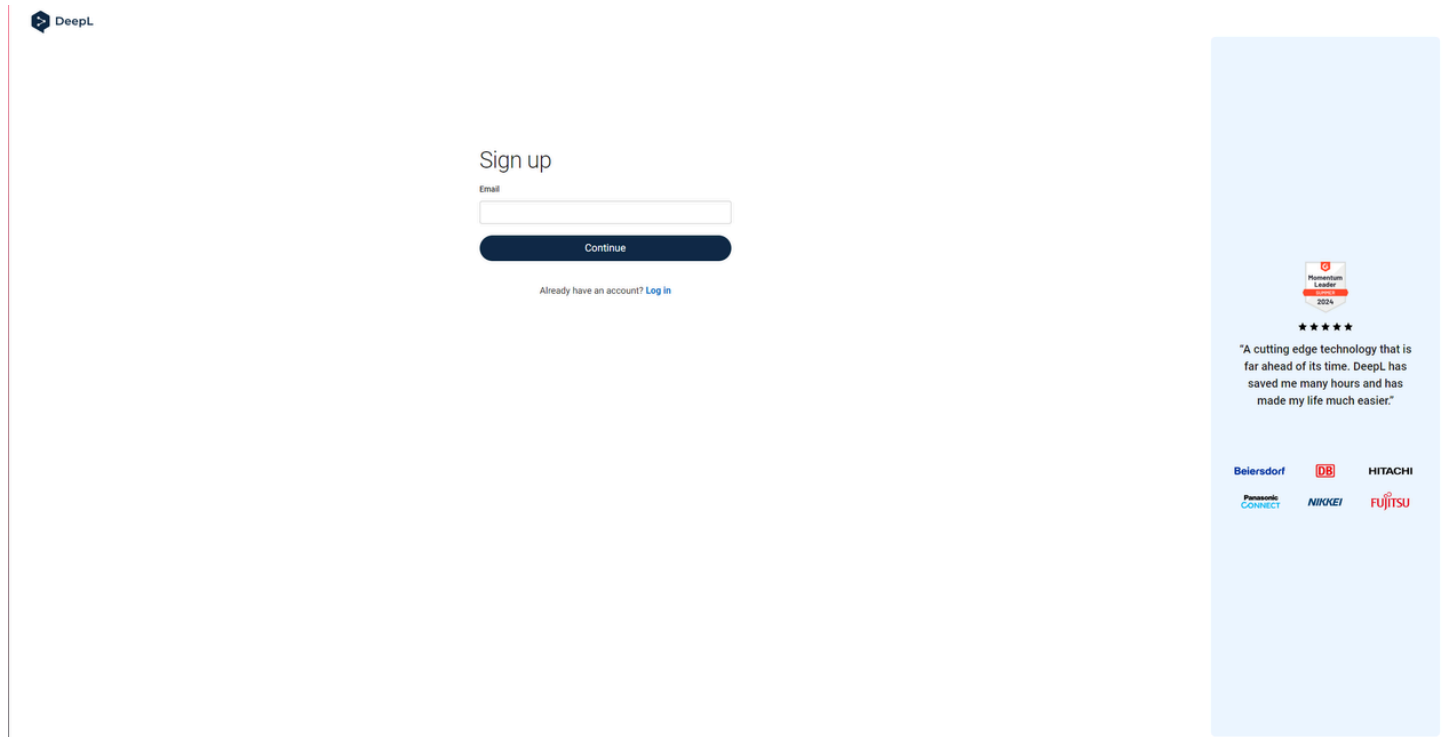 DeepL
Sign up
Email
Continue
Already have an account? Log in
Momentum
Leader
SUMMER
2024
"A cutting edge technology that is
far ahead of its time. DeepL has
saved me many hours and has
made my life much easier."
Beiersdorf DB HITACHI
Panasonic
CONNECT NIKKEI FUJITSU